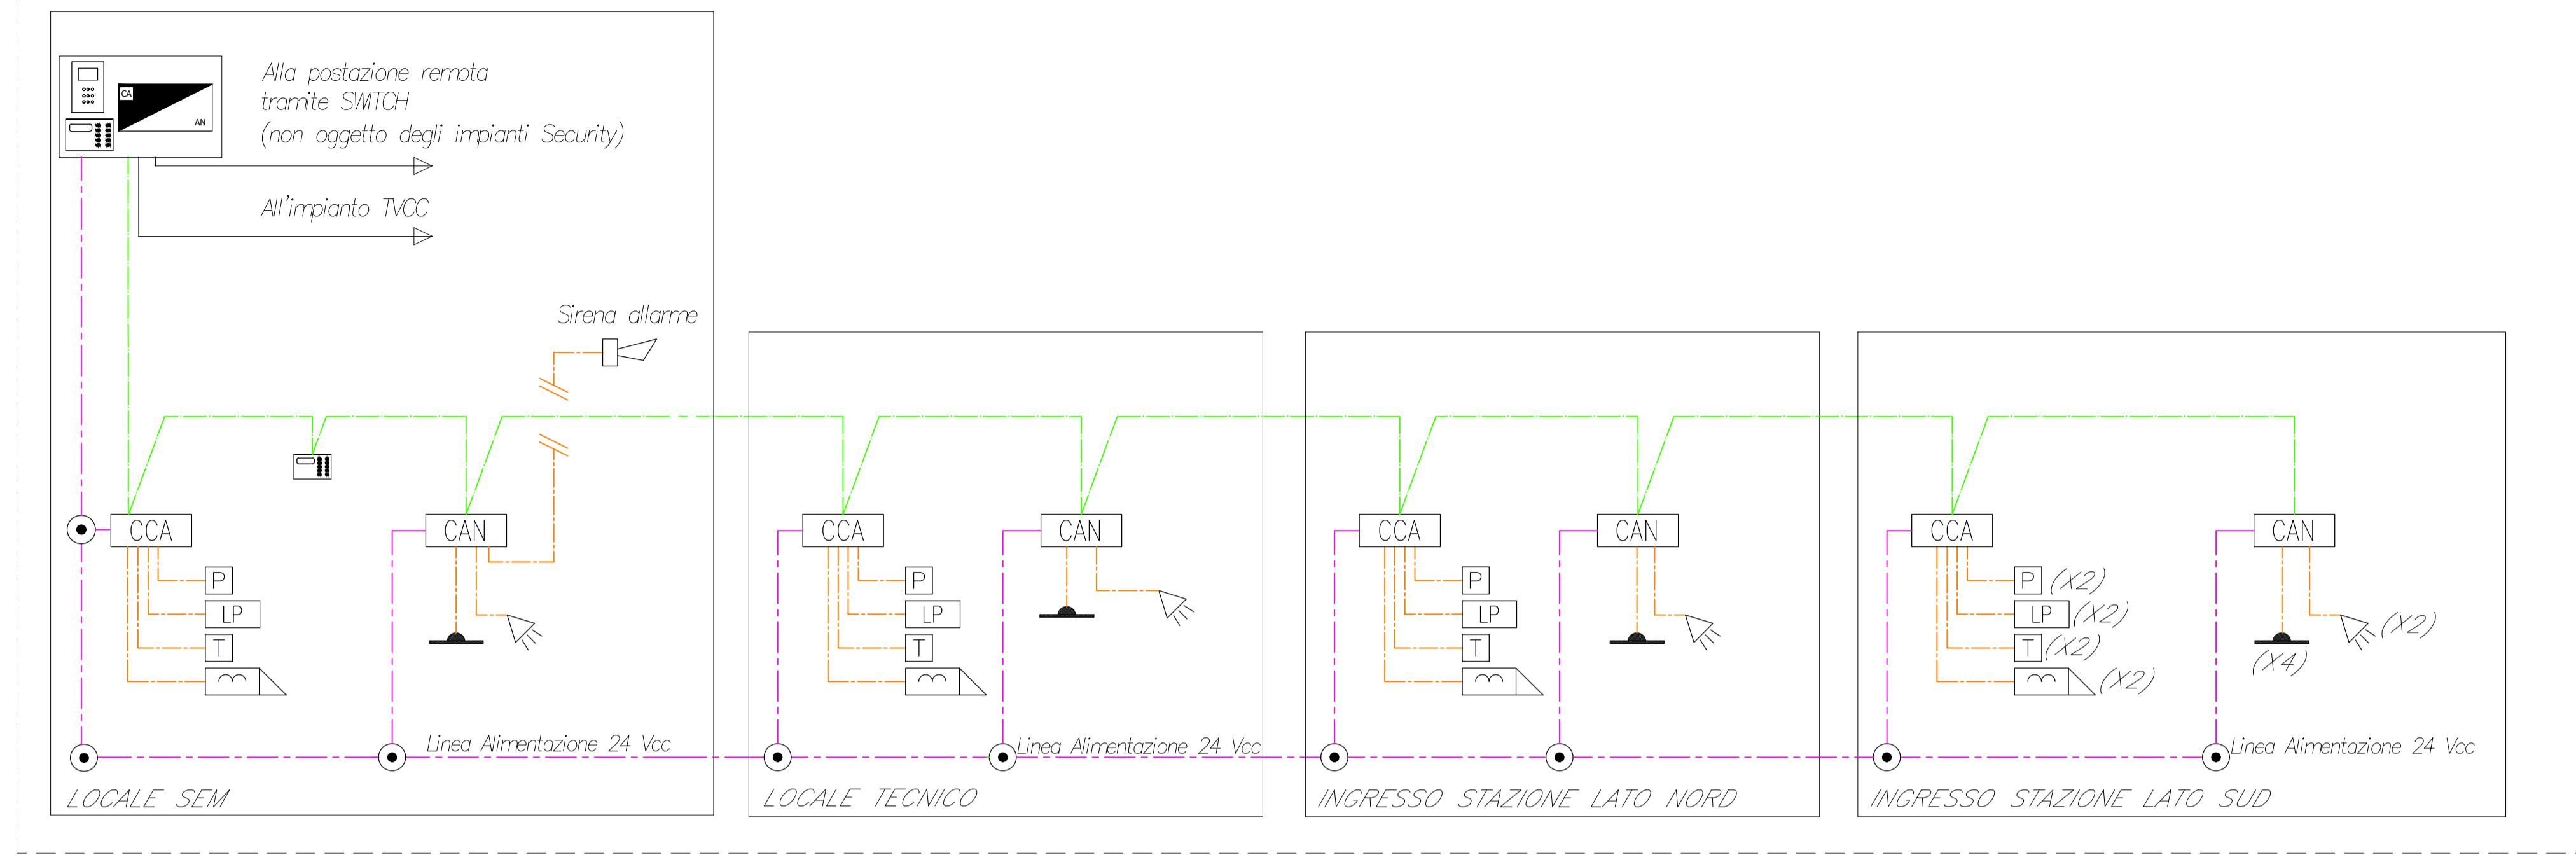 CA
AN
Alla postazione remota
tramite SWITCH
(non oggetto degli impianti Security)
All'impianto TVCC
Sirena allarme
CCA
CAN
P
LP
T
Linea Alimentazione 24 Vcc
LOCALE SEM
CCA
CAN
P
LP
T
Linea Alimentazione 24 Vcc
LOCALE TECNICO
CCA
CAN
P
LP
T
INGRESSO STAZIONE LATO NORD
CCA
CAN
P (X2)
LP (X2)
T (X2)
(X2)
(X4)
(X2)
Linea Alimentazione 24 Vcc
INGRESSO STAZIONE LATO SUD